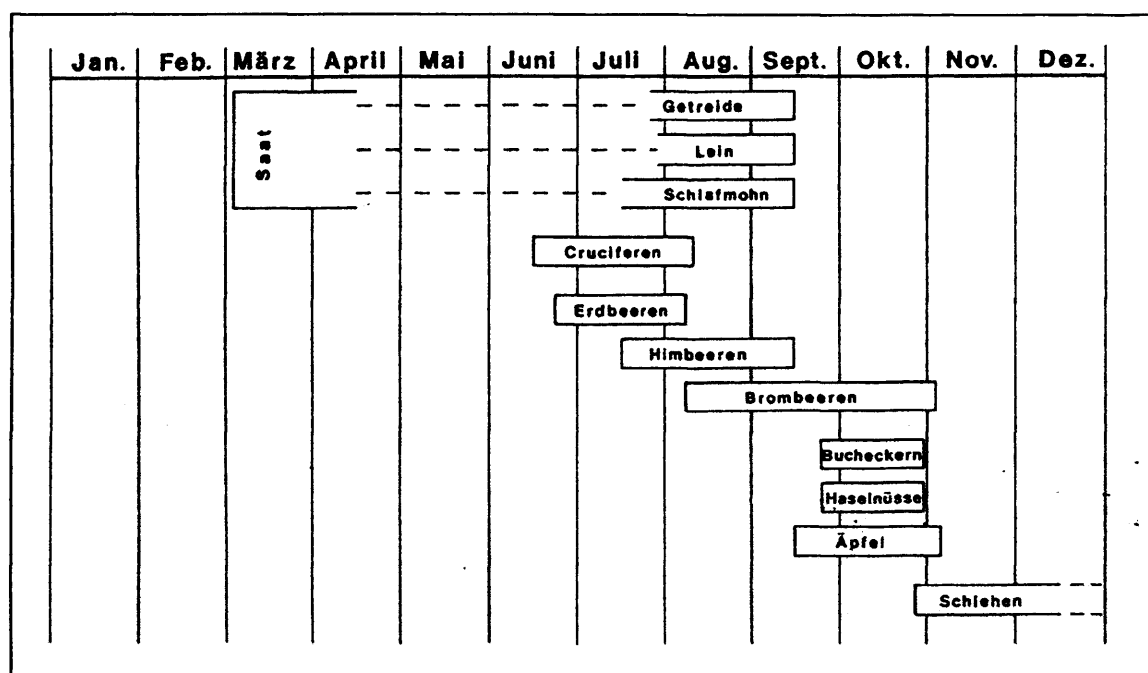 Jan. Feb. März April Mai Juni Juli Aug. Sept. Okt. Nov. Dez.
Saat
Getreide
Lein
Schlafmohn
Cruciferen
Erdbeeren
Himbeeren
Brombeeren
Bucheckern
Haselnüsse
Äpfel
Schlehen